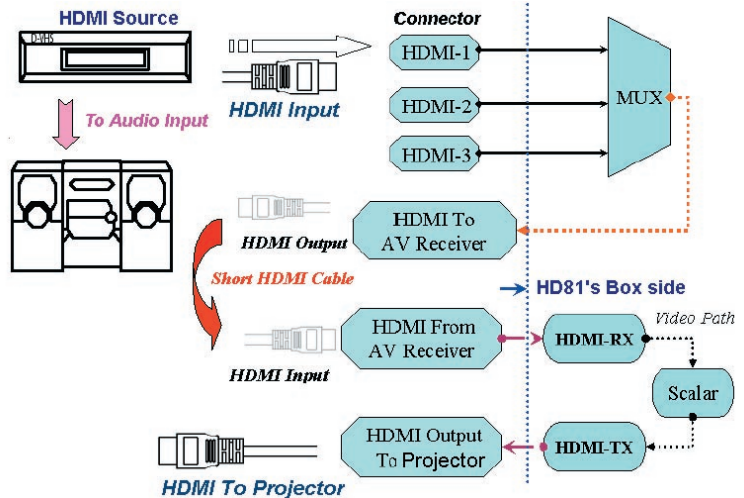 HDMI Source
Connector
D-VHS
HDMI-1
MUX
HDMI Input
To Audio Input
HDMI-2
HDMI-3
HDMI To
AV Receiver
HDMI Output
Short HDMI Cable
HD81's Box side
HDMI From
AV Receiver
HDMI-RX
Video Path
HDMI Input
Scalar
HDMI Output
To Projector
HDMI-TX
HDMI To Projector